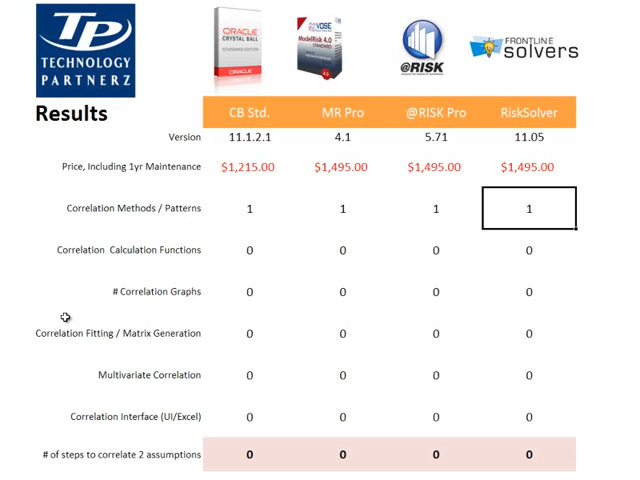 TP
TECHNOLOGY
PARTNERZ
ORACLE
CRYSTAL BALL
STANDARD EDITION
ORACLE
VOSE
ModelRisk 4.0
STANDARD
@RISK
FRONTLINE
solvers
Results
CB Std. MR Pro @RISK Pro RiskSolver
Version 11.1.2.1 4.1 5.71 11.05
Price, Including 1yr Maintenance $1,215.00 $1,495.00 $1,495.00 $1,495.00
Correlation Methods / Patterns 1 1 1 1
Correlation Calculation Functions 0 0 0 0
# Correlation Graphs 0 0 0 0
Correlation Fitting / Matrix Generation 0 0 0 0
Multivariate Correlation 0 0 0 0
Correlation Interface (UI/Excel) 0 0 0 0
# of steps to correlate 2 assumptions 0 0 0 0